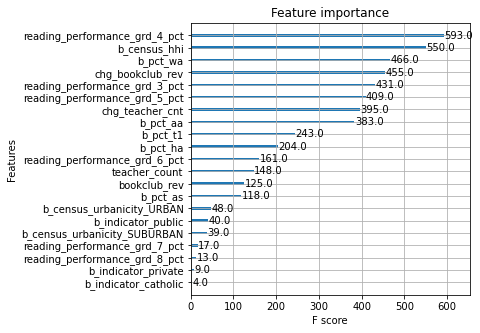 Feature importance
reading_performance_grd_4_pct 593.0
b_census_hhi 550.0
b_pct_wa 466.0
chg_bookclub_rev 455.0
reading_performance_grd_3_pct 431.0
reading_performance_grd_5_pct 409.0
chg_teacher_cnt 395.0
b_pct_aa 383.0
b_pct_t1 243.0
b_pct_ha 204.0
reading_performance_grd_6_pct 161.0
teacher_count 148.0
bookclub_rev 125.0
b_pct_as 118.0
b_census_urbanicity_URBAN 48.0
b_indicator_public 40.0
b_census_urbanicity_SUBURBAN 39.0
reading_performance_grd_7_pct 17.0
reading_performance_grd_8_pct 13.0
b_indicator_private 9.0
b_indicator_catholic 4.0
Features
0 100 200 300 400 500 600
F score